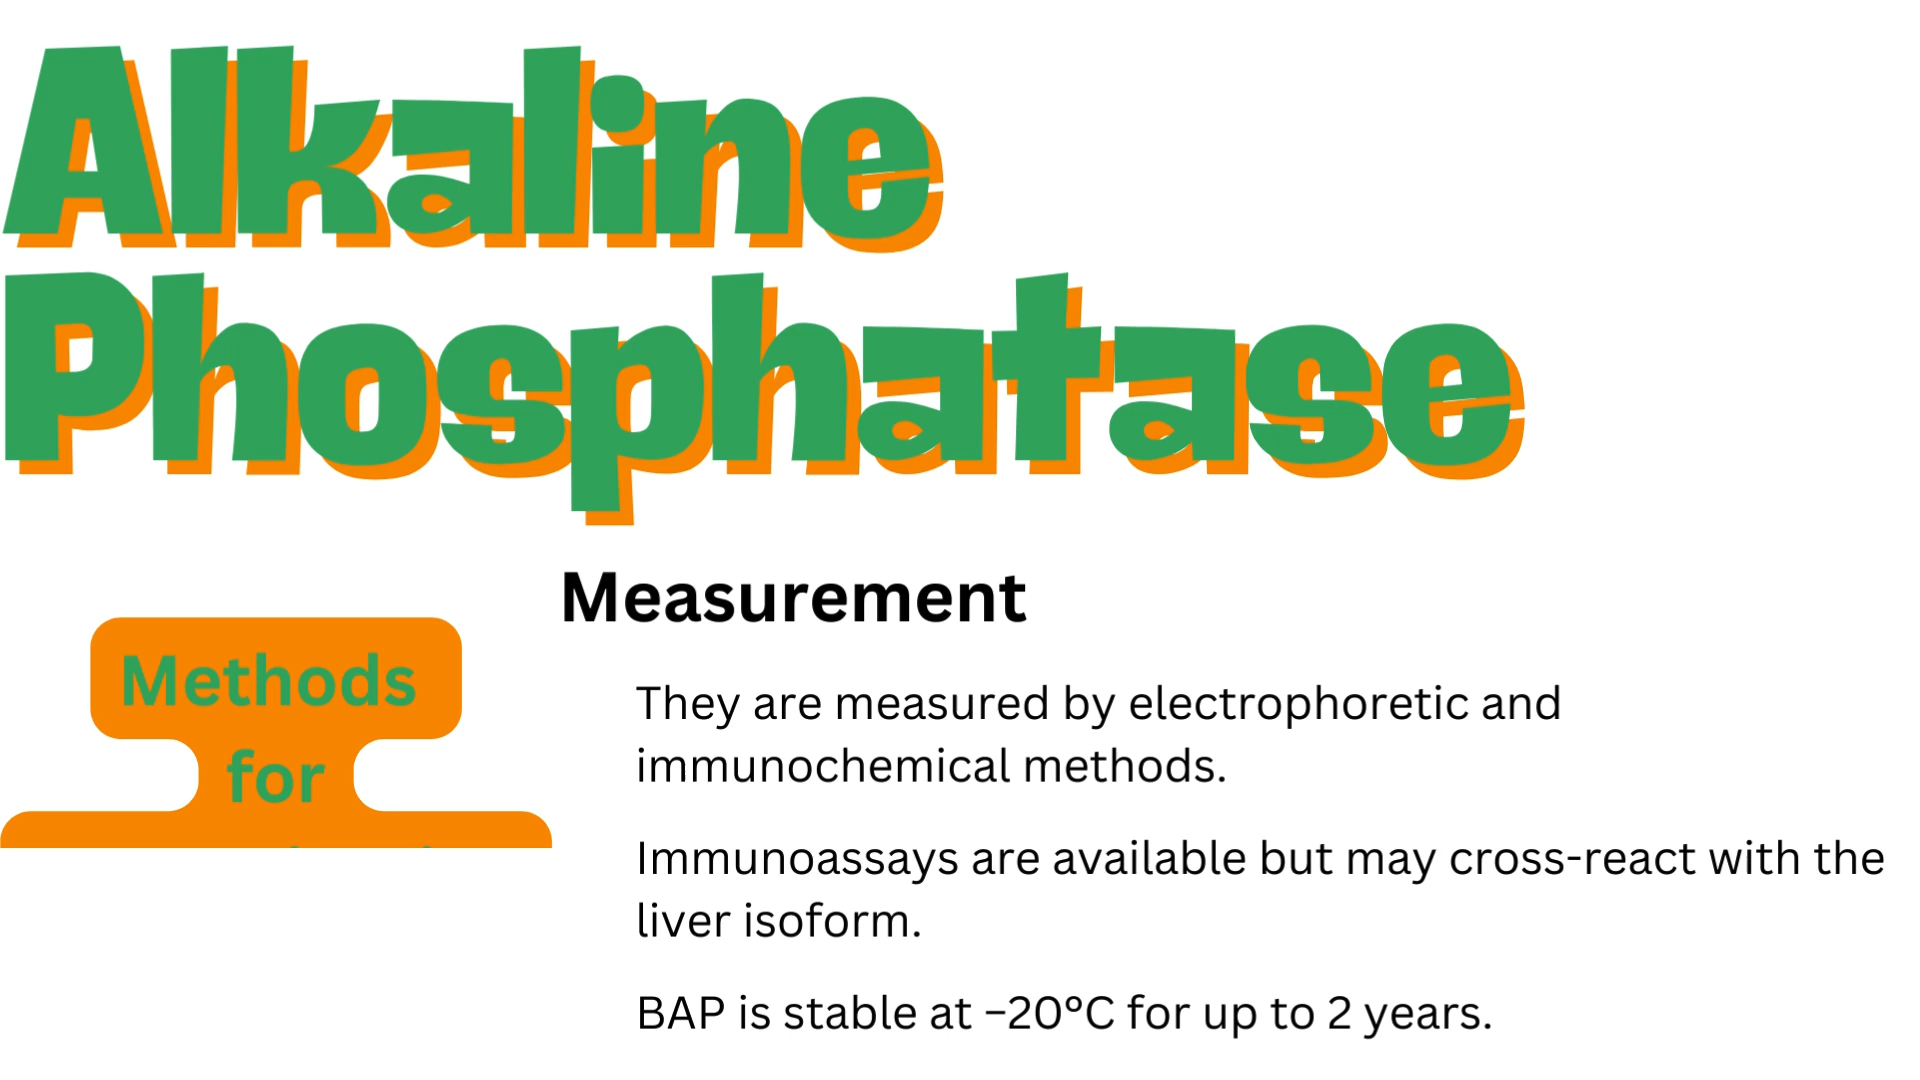 Alkaline
Phosphatase
Measurement
Methods
for
They are measured by electrophoretic and
immunochemical methods.
Immunoassays are available but may cross-react with the
liver isoform.
BAP is stable at −20°C for up to 2 years.